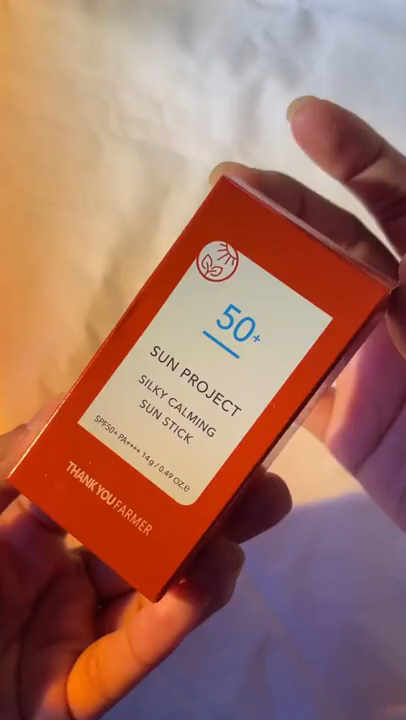 50+
SUN PROJECT
SILKY CALMING
SUN STICK
SPF50+ PA++++ 14g / 0.49 OZ.e
THANK YOU FARMER